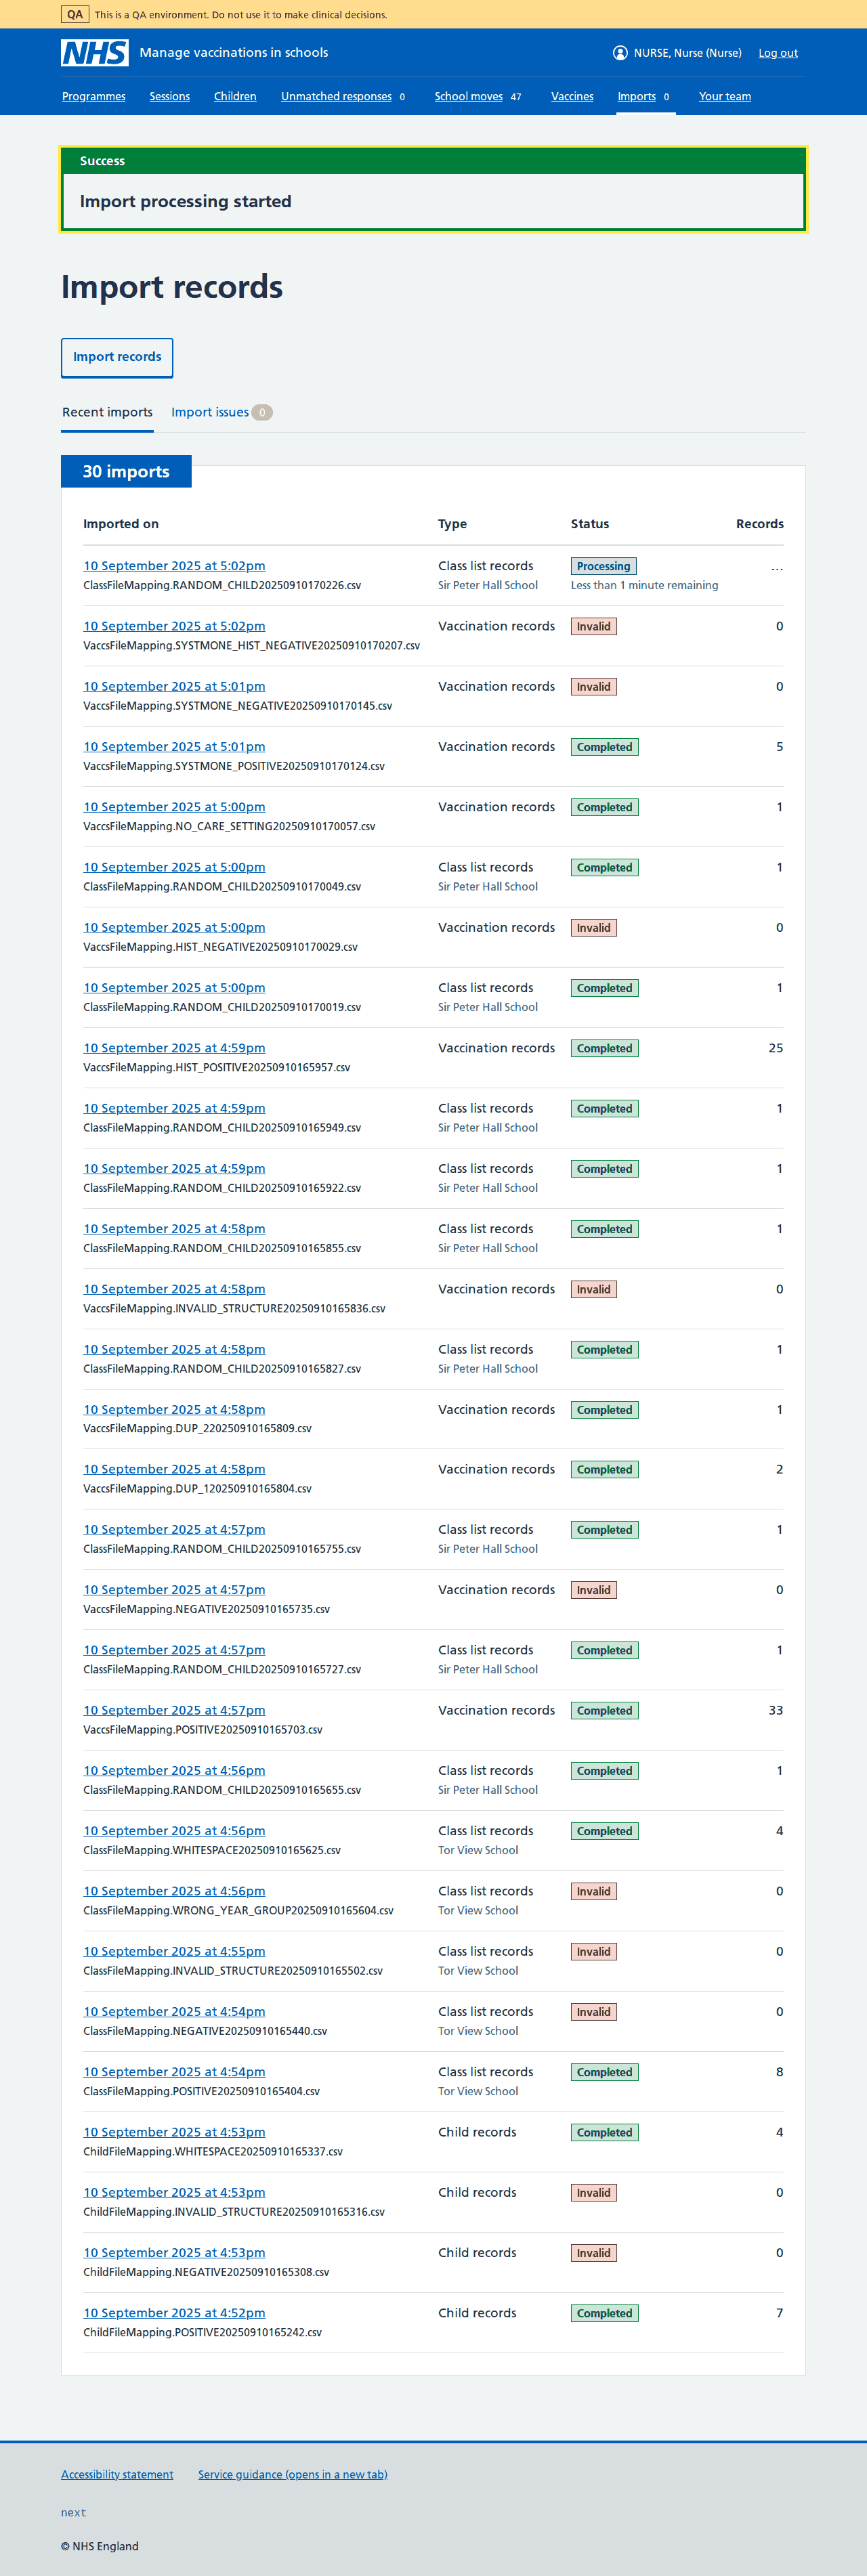 QA This is a QA environment. Do not use it to make clinical decisions.
NHS Manage vaccinations in schools NURSE, Nurse (Nurse) Log out
Programmes Sessions Children Unmatched responses 0 School moves 47 Vaccines Imports 0 Your team
Success
Import processing started
Import records
Import records
Recent imports Import issues 0
30 imports
Imported on Type Status Records
10 September 2025 at 5:02pm Class list records Processing ...
ClassFileMapping.RANDOM_CHILD20250910170226.csv Sir Peter Hall School Less than 1 minute remaining
10 September 2025 at 5:02pm Vaccination records Invalid 0
VaccsFileMapping.SYSTMONE_HIST_NEGATIVE20250910170207.csv
10 September 2025 at 5:01pm Vaccination records Invalid 0
VaccsFileMapping.SYSTMONE_NEGATIVE20250910170145.csv
10 September 2025 at 5:01pm Vaccination records Completed 5
VaccsFileMapping.SYSTMONE_POSITIVE20250910170124.csv
10 September 2025 at 5:00pm Vaccination records Completed 1
VaccsFileMapping.NO_CARE_SETTING20250910170057.csv
10 September 2025 at 5:00pm Class list records Completed 1
ClassFileMapping.RANDOM_CHILD20250910170049.csv Sir Peter Hall School
10 September 2025 at 5:00pm Vaccination records Invalid 0
VaccsFileMapping.HIST_NEGATIVE20250910170029.csv
10 September 2025 at 5:00pm Class list records Completed 1
ClassFileMapping.RANDOM_CHILD20250910170019.csv Sir Peter Hall School
10 September 2025 at 4:59pm Vaccination records Completed 25
VaccsFileMapping.HIST_POSITIVE20250910165957.csv
10 September 2025 at 4:59pm Class list records Completed 1
ClassFileMapping.RANDOM_CHILD20250910165949.csv Sir Peter Hall School
10 September 2025 at 4:59pm Class list records Completed 1
ClassFileMapping.RANDOM_CHILD20250910165922.csv Sir Peter Hall School
10 September 2025 at 4:58pm Class list records Completed 1
ClassFileMapping.RANDOM_CHILD20250910165855.csv Sir Peter Hall School
10 September 2025 at 4:58pm Vaccination records Invalid 0
VaccsFileMapping.INVALID_STRUCTURE20250910165836.csv
10 September 2025 at 4:58pm Class list records Completed 1
ClassFileMapping.RANDOM_CHILD20250910165827.csv Sir Peter Hall School
10 September 2025 at 4:58pm Vaccination records Completed 1
VaccsFileMapping.DUP_220250910165809.csv
10 September 2025 at 4:58pm Vaccination records Completed 2
VaccsFileMapping.DUP_120250910165804.csv
10 September 2025 at 4:57pm Class list records Completed 1
ClassFileMapping.RANDOM_CHILD20250910165755.csv Sir Peter Hall School
10 September 2025 at 4:57pm Vaccination records Invalid 0
VaccsFileMapping.NEGATIVE20250910165735.csv
10 September 2025 at 4:57pm Class list records Completed 1
ClassFileMapping.RANDOM_CHILD20250910165727.csv Sir Peter Hall School
10 September 2025 at 4:57pm Vaccination records Completed 33
VaccsFileMapping.POSITIVE20250910165703.csv
10 September 2025 at 4:56pm Class list records Completed 1
ClassFileMapping.RANDOM_CHILD20250910165655.csv Sir Peter Hall School
10 September 2025 at 4:56pm Class list records Completed 4
ClassFileMapping.WHITESPACE20250910165625.csv Tor View School
10 September 2025 at 4:56pm Class list records Invalid 0
ClassFileMapping.WRONG_YEAR_GROUP20250910165604.csv Tor View School
10 September 2025 at 4:55pm Class list records Invalid 0
ClassFileMapping.INVALID_STRUCTURE20250910165502.csv Tor View School
10 September 2025 at 4:54pm Class list records Invalid 0
ClassFileMapping.NEGATIVE20250910165440.csv Tor View School
10 September 2025 at 4:54pm Class list records Completed 8
ClassFileMapping.POSITIVE20250910165404.csv Tor View School
10 September 2025 at 4:53pm Child records Completed 4
ChildFileMapping.WHITESPACE20250910165337.csv
10 September 2025 at 4:53pm Child records Invalid 0
ChildFileMapping.INVALID_STRUCTURE20250910165316.csv
10 September 2025 at 4:53pm Child records Invalid 0
ChildFileMapping.NEGATIVE20250910165308.csv
10 September 2025 at 4:52pm Child records Completed 7
ChildFileMapping.POSITIVE20250910165242.csv
Accessibility statement Service guidance (opens in a new tab)
next
© NHS England